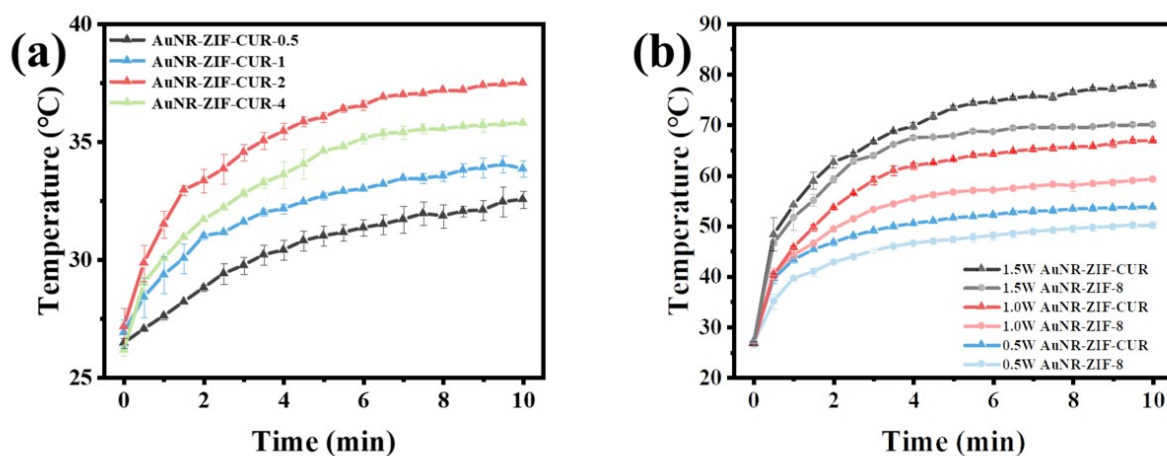 (a)
40
35
30
25
Temperature (°C)
AuNR-ZIF-CUR-0.5
AuNR-ZIF-CUR-1
AuNR-ZIF-CUR-2
AuNR-ZIF-CUR-4
0 2 4 6 8 10
Time (min)
(b)
90
80
70
60
50
40
30
20
Temperature (°C)
1.5W AuNR-ZIF-CUR
1.5W AuNR-ZIF-8
1.0W AuNR-ZIF-CUR
1.0W AuNR-ZIF-8
0.5W AuNR-ZIF-CUR
0.5W AuNR-ZIF-8
0 2 4 6 8 10
Time (min)